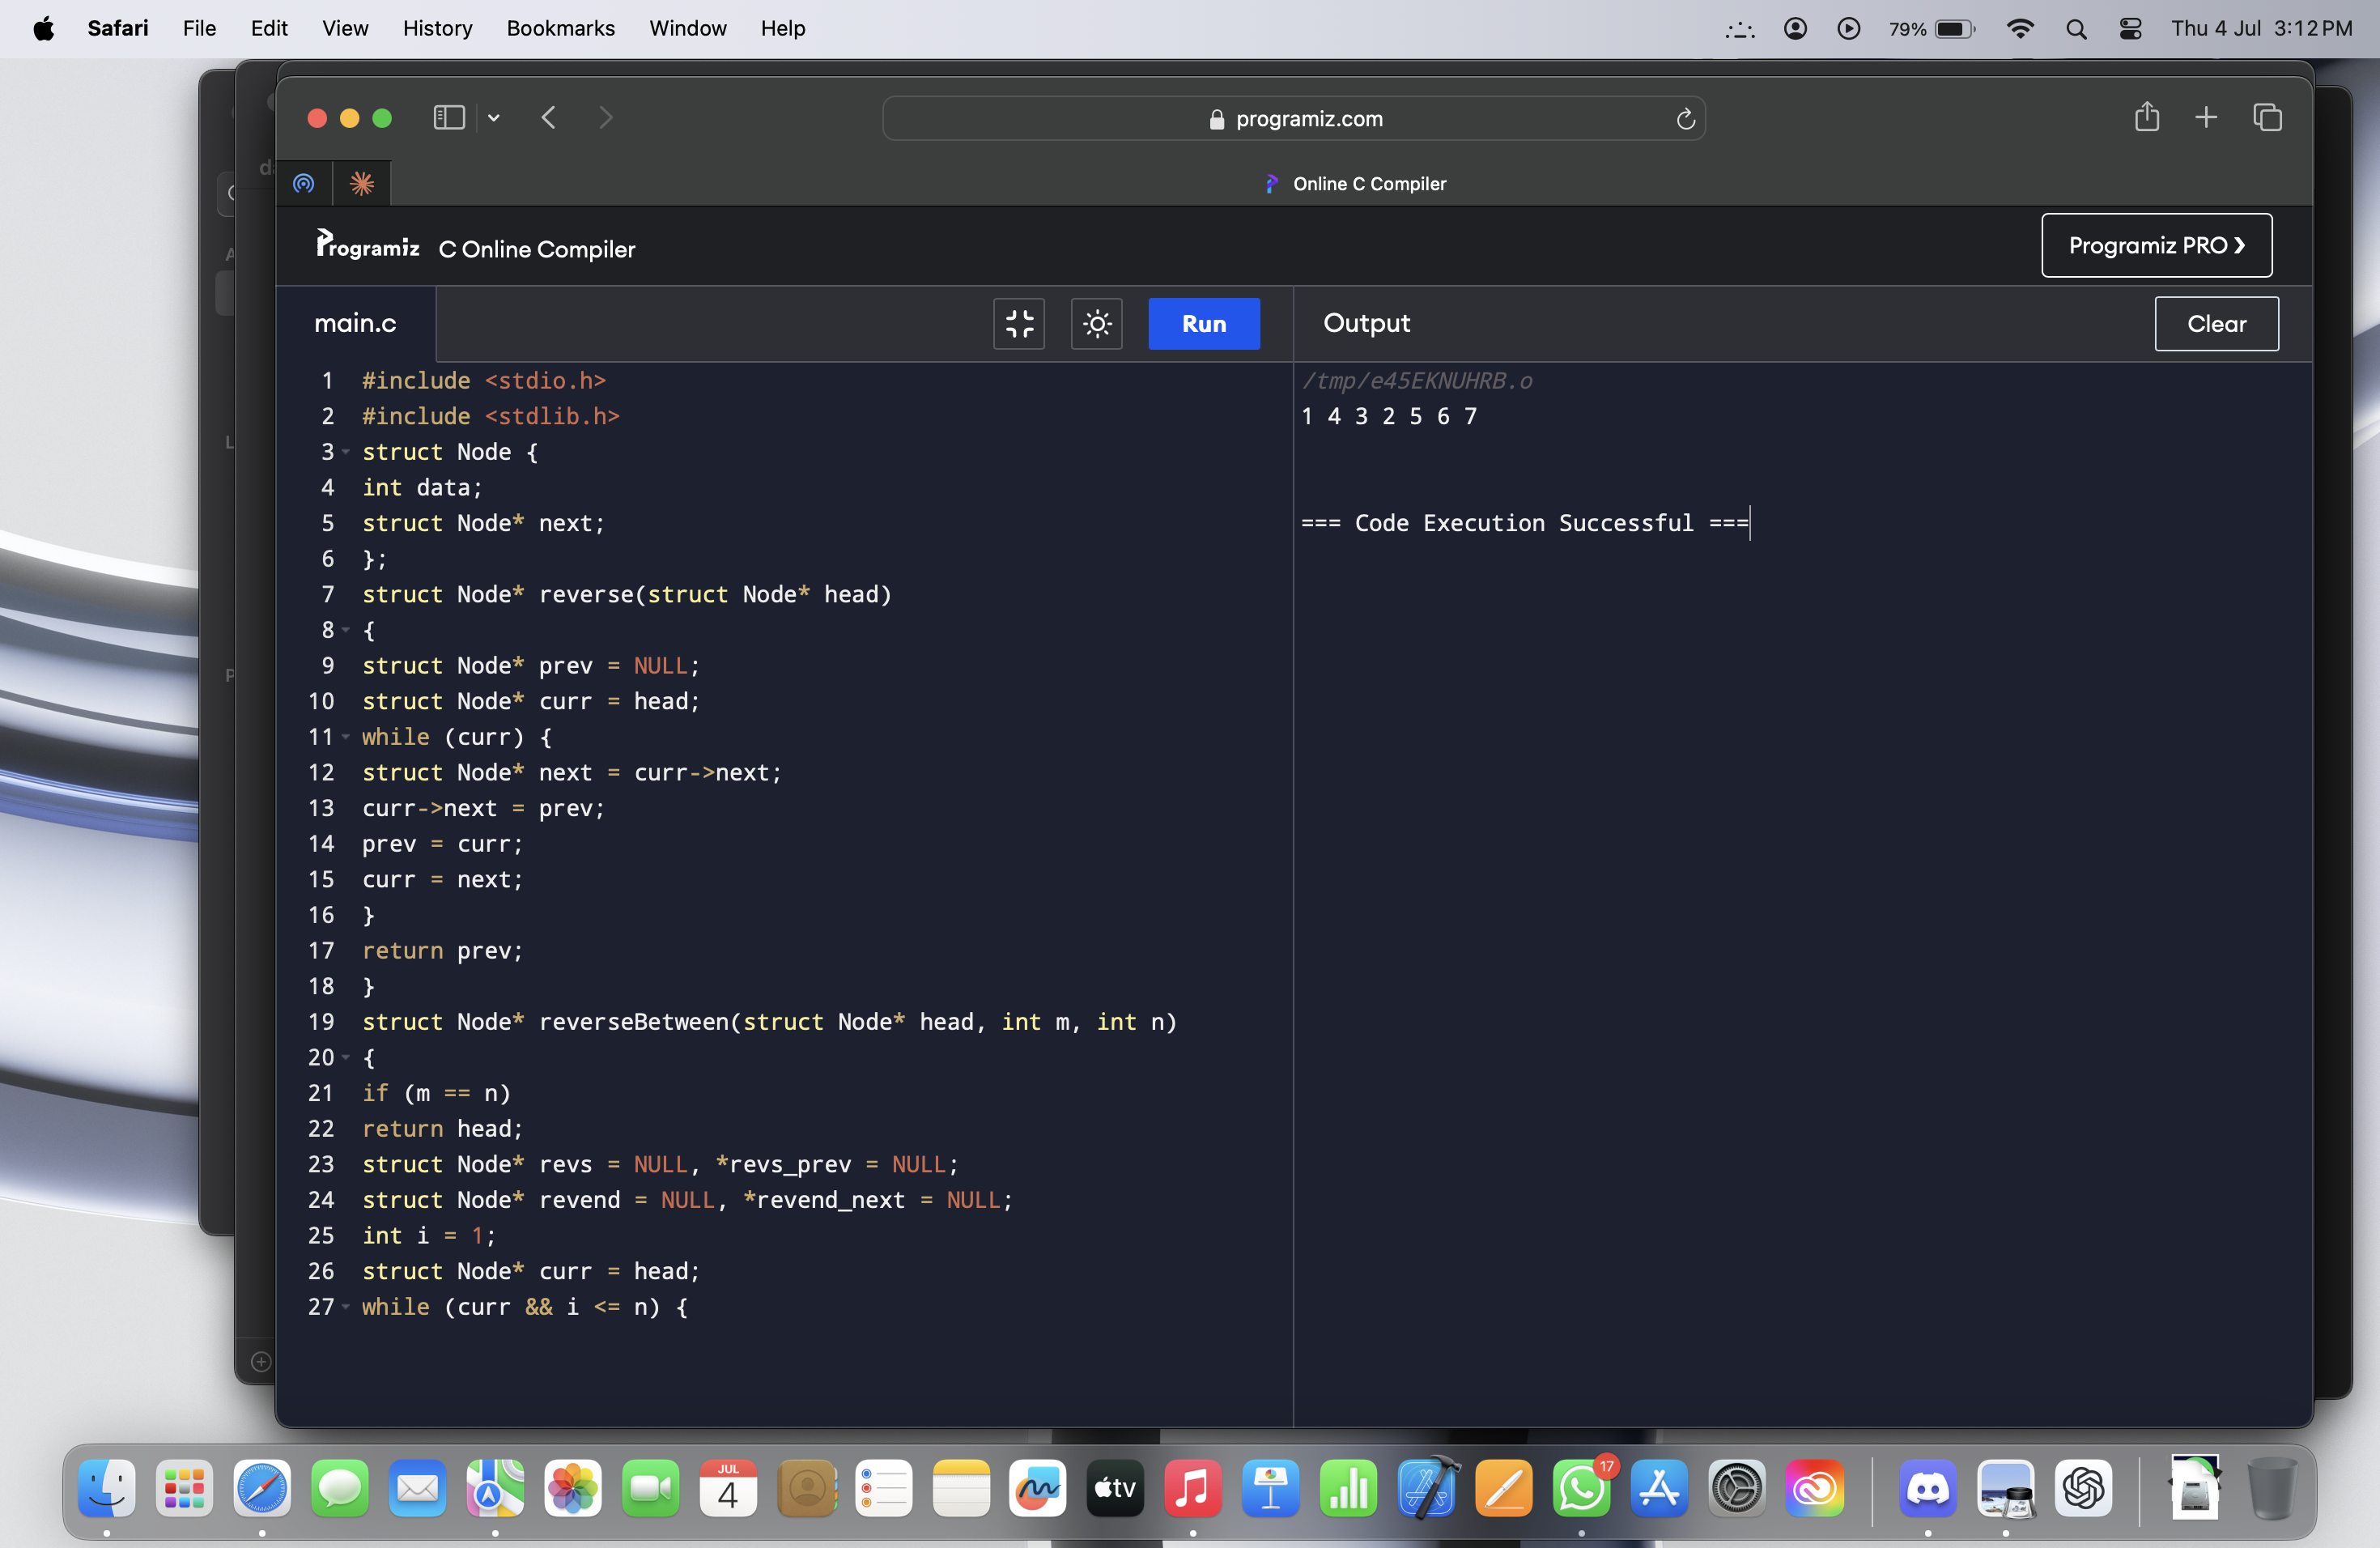 Safari File Edit View History Bookmarks Window Help 79% Thu 4 Jul 3:12 PM
programiz.com
Online C Compiler
Programiz C Online Compiler Programiz PRO ❯
main.c Run Output Clear
1 #include <stdio.h>
2 #include <stdlib.h>
3 struct Node {
4 int data;
5 struct Node* next;
6 };
7 struct Node* reverse(struct Node* head)
8 {
9 struct Node* prev = NULL;
10 struct Node* curr = head;
11 while (curr) {
12 struct Node* next = curr->next;
13 curr->next = prev;
14 prev = curr;
15 curr = next;
16 }
17 return prev;
18 }
19 struct Node* reverseBetween(struct Node* head, int m, int n)
20 {
21 if (m == n)
22 return head;
23 struct Node* revs = NULL, *revs_prev = NULL;
24 struct Node* revend = NULL, *revend_next = NULL;
25 int i = 1;
26 struct Node* curr = head;
27 while (curr && i <= n) {
/tmp/e45EKNUHRB.o
1 4 3 2 5 6 7
=== Code Execution Successful ===
JUL
4
tv
17